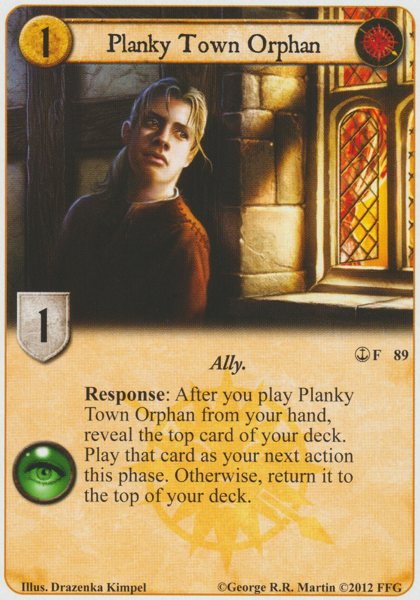 1
Planky Town Orphan
1
F 89
Ally.
Response: After you play Planky
Town Orphan from your hand,
reveal the top card of your deck.
Play that card as your next action
this phase. Otherwise, return it to
the top of your deck.
Illus. Drazenka Kimpel ©George R.R. Martin ©2012 FFG